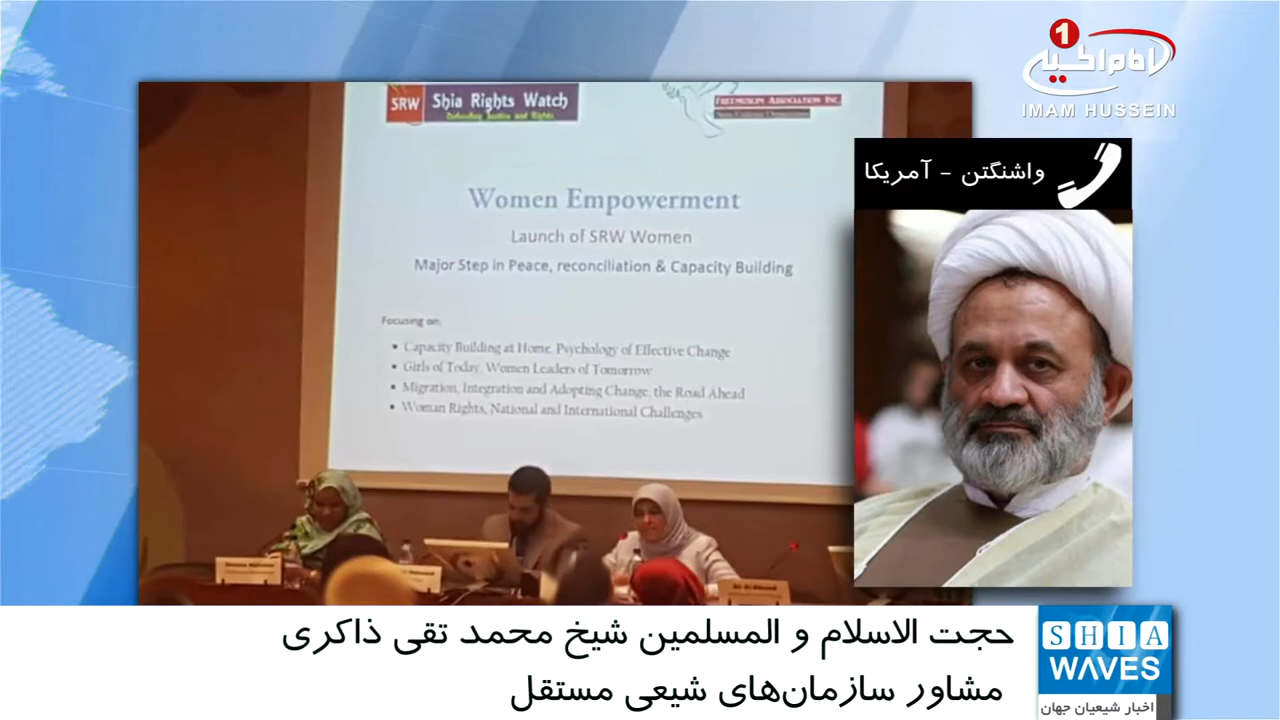 امام حسین
1
IMAM HUSSEIN
SRW
Shia Rights Watch
Defending Justice and Rights
FREEMUSLIM ASSOCIATION INC.
Women Empowerment
Launch of SRW Women
Major Step in Peace, reconciliation & Capacity Building
Focusing on:
• Capacity Building at Home, Psychology of Effective Change
• Girls of Today, Women Leaders of Tomorrow
• Migration, Integration and Adopting Change, the Road Ahead
• Woman Rights, National and International Challenges
واشنگتن - آمریکا
حجت الاسلام و المسلمین شیخ محمد تقی ذاکری
مشاور سازمان‌های شیعی مستقل
SHIA
WAVES
اخبار شیعیان جهان